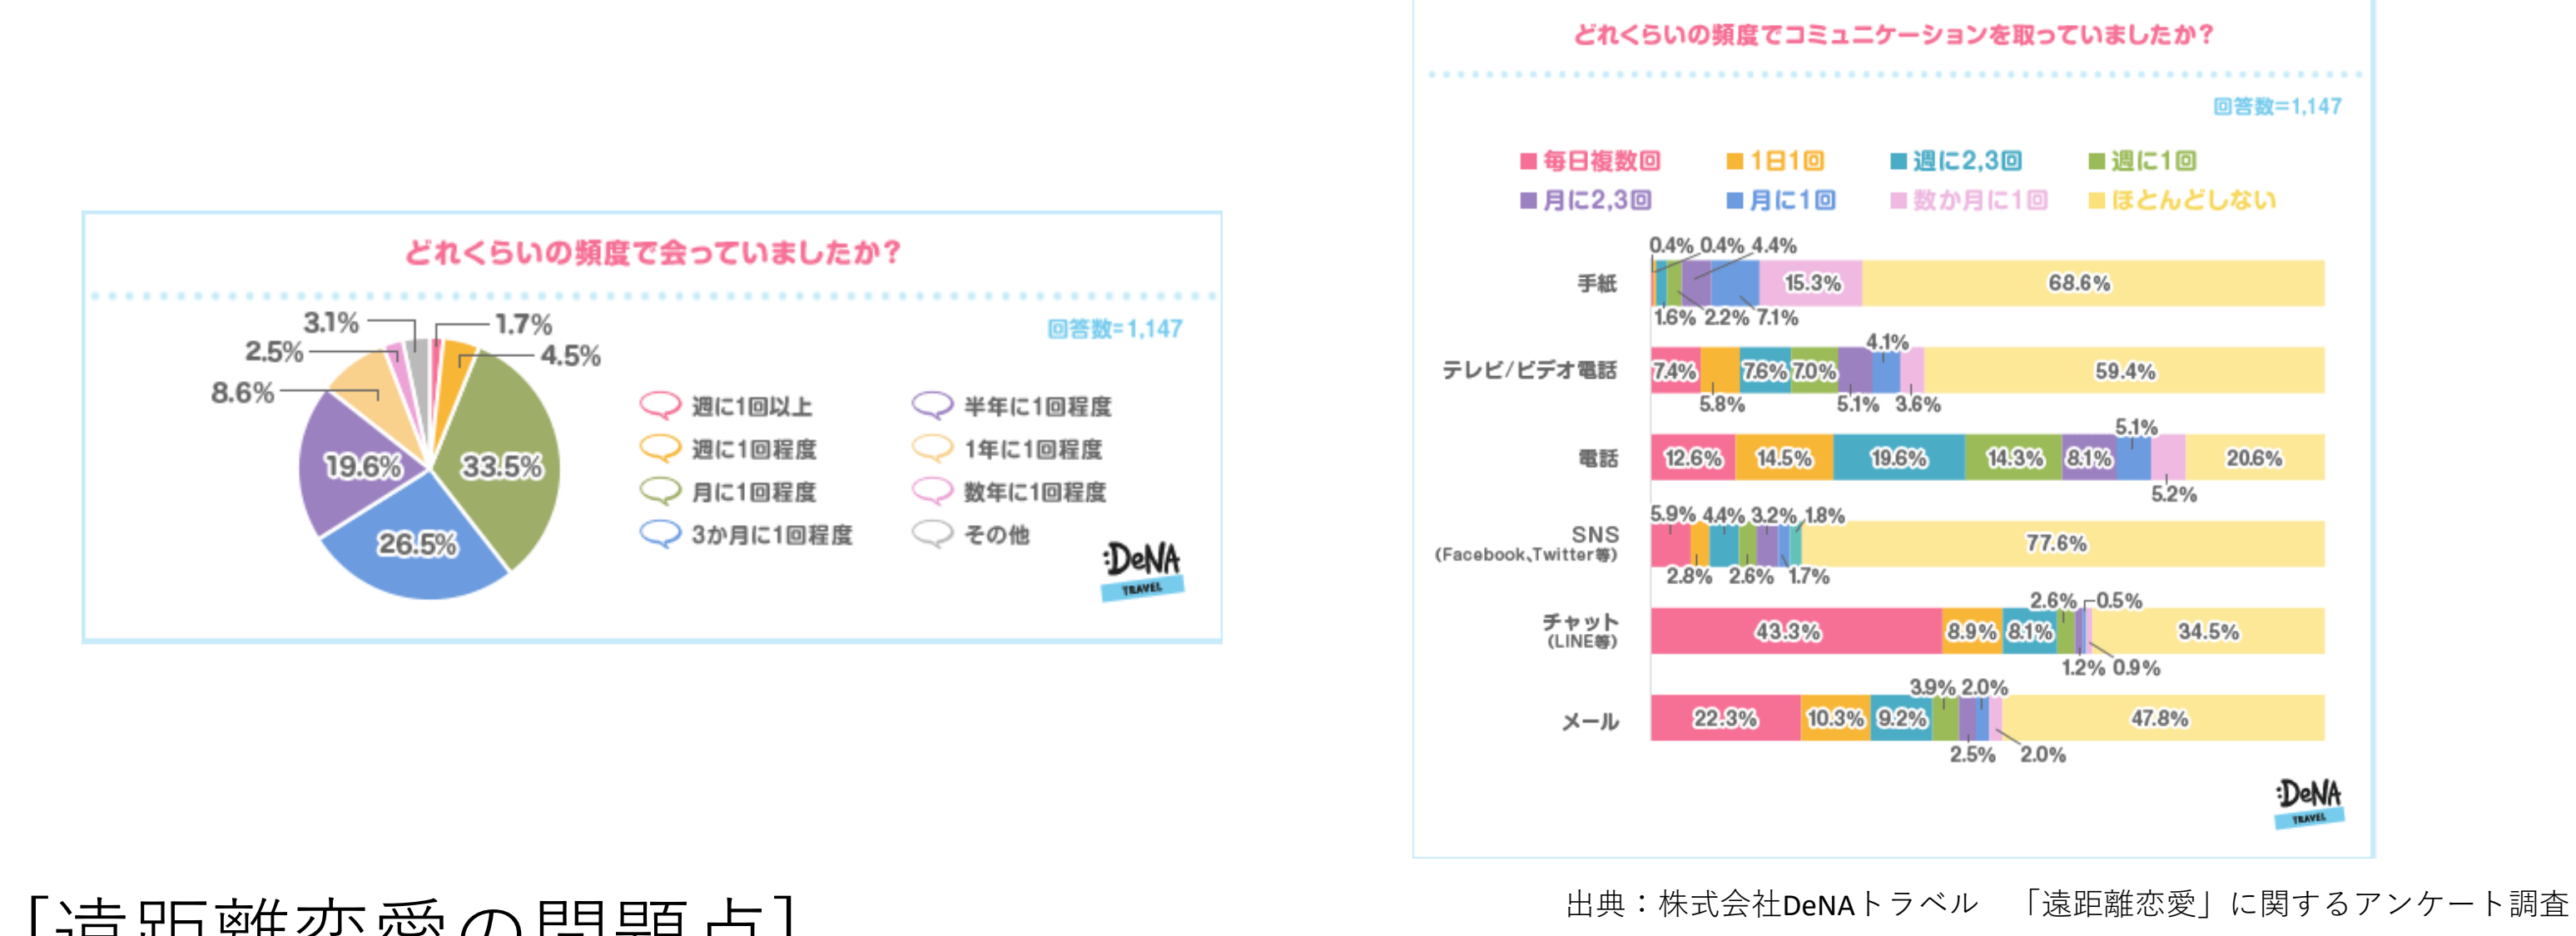 どれくらいの頻度で会っていましたか?
回答数=1,147
3.1%
1.7%
2.5%
4.5%
8.6%
19.6%
33.5%
26.5%
週に1回以上
半年に1回程度
週に1回程度
1年に1回程度
月に1回程度
数年に1回程度
3か月に1回程度
その他
:DeNA
TRAVEL
どれくらいの頻度でコミュニケーションを取っていましたか?
回答数=1,147
毎日複数回 1日1回 週に2,3回 週に1回
月に2,3回 月に1回 数か月に1回 ほとんどしない
0.4% 0.4% 4.4%
手紙 15.3% 68.6%
1.6% 2.2% 7.1%
4.1%
テレビ/ビデオ電話 7.4% 7.6% 7.0% 59.4%
5.8% 5.1% 3.6%
5.1%
電話 12.6% 14.5% 19.6% 14.3% 8.1% 20.6%
5.2%
5.9% 4.4% 3.2% 1.8%
SNS 77.6%
(Facebook、Twitter等)
2.8% 2.6% 1.7%
2.6% 0.5%
チャット 43.3% 8.9% 8.1% 34.5%
(LINE等)
1.2% 0.9%
3.9% 2.0%
メール 22.3% 10.3% 9.2% 47.8%
2.5% 2.0%
:DeNA
TRAVEL
出典:株式会社DeNAトラベル 「遠距離恋愛」に関するアンケート調査
[遠距離恋愛の問題点]